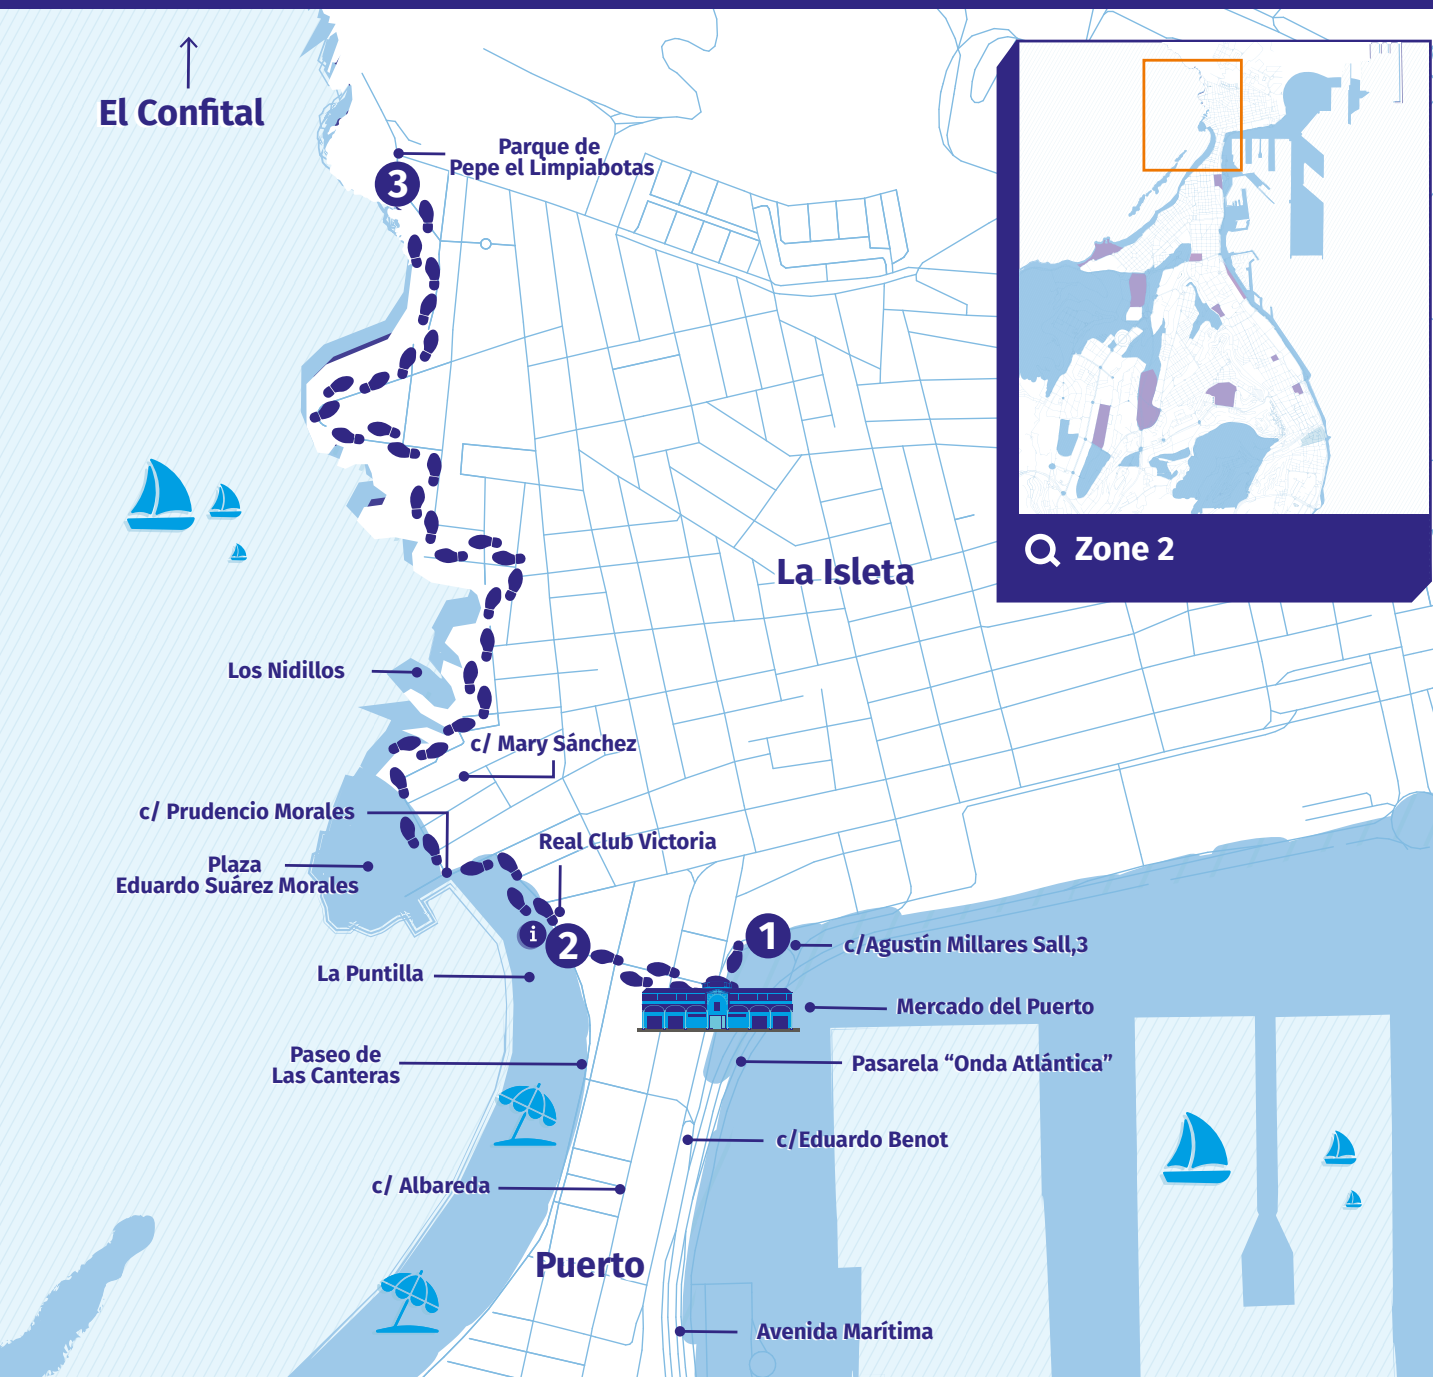 El Confital
Parque de
Pepe el Limpiabotas
3
Zone 2
La Isleta
Los Nidillos
c/ Mary Sánchez
c/ Prudencio Morales
Real Club Victoria
Plaza
Eduardo Suárez Morales
i
2
1
c/Agustín Millares Sall,3
La Puntilla
Mercado del Puerto
Paseo de
Las Canteras
Pasarela “Onda Atlántica”
c/Eduardo Benot
c/ Albareda
Puerto
Avenida Marítima